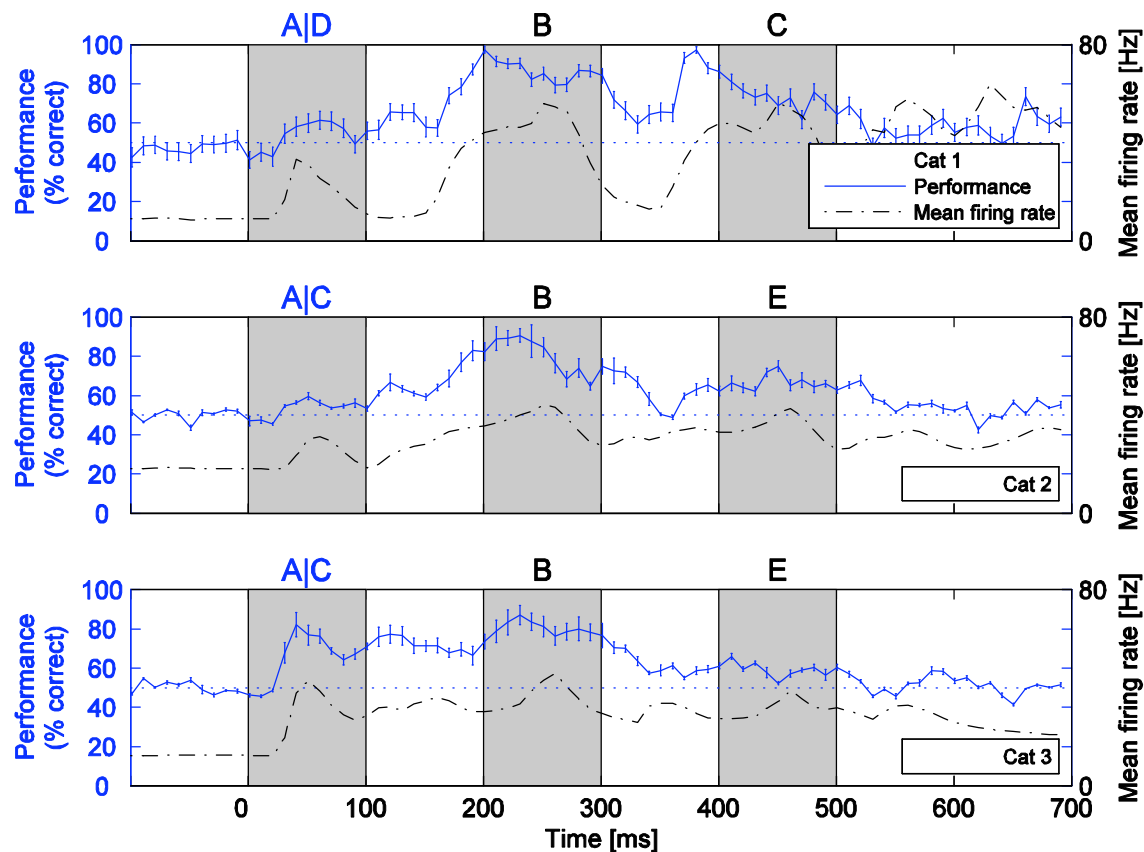 A|D B C
Performance
(% correct)
100
80
60
40
20
0
Cat 1
Performance
Mean firing rate
80
0
Mean firing rate [Hz]
A|C B E
Performance
(% correct)
100
80
60
40
20
0
Cat 2
80
0
Mean firing rate [Hz]
A|C B E
Performance
(% correct)
100
80
60
40
20
0
Cat 3
80
0
Mean firing rate [Hz]
0 100 200 300 400 500 600 700
Time [ms]